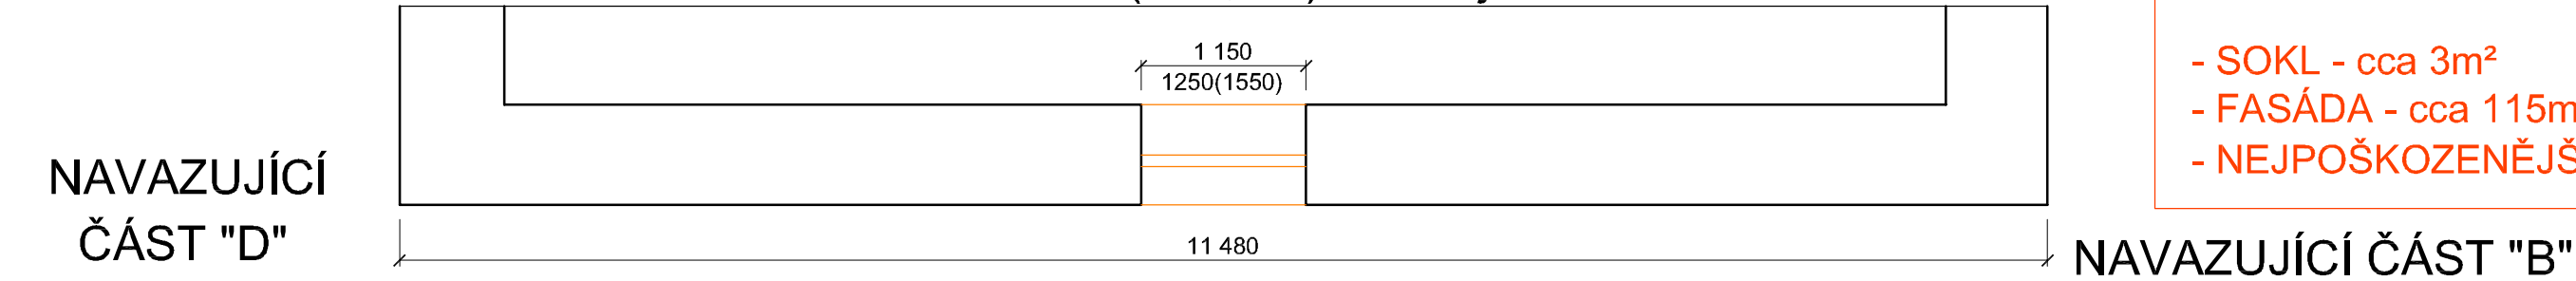 1 150
1250(1550)
- SOKL - cca 3m²
- FASÁDA - cca 115m
- NEJPOŠKOZENĚJŠ
NAVAZUJÍCÍ
ČÁST "D"
11 480
NAVAZUJÍCÍ ČÁST "B"